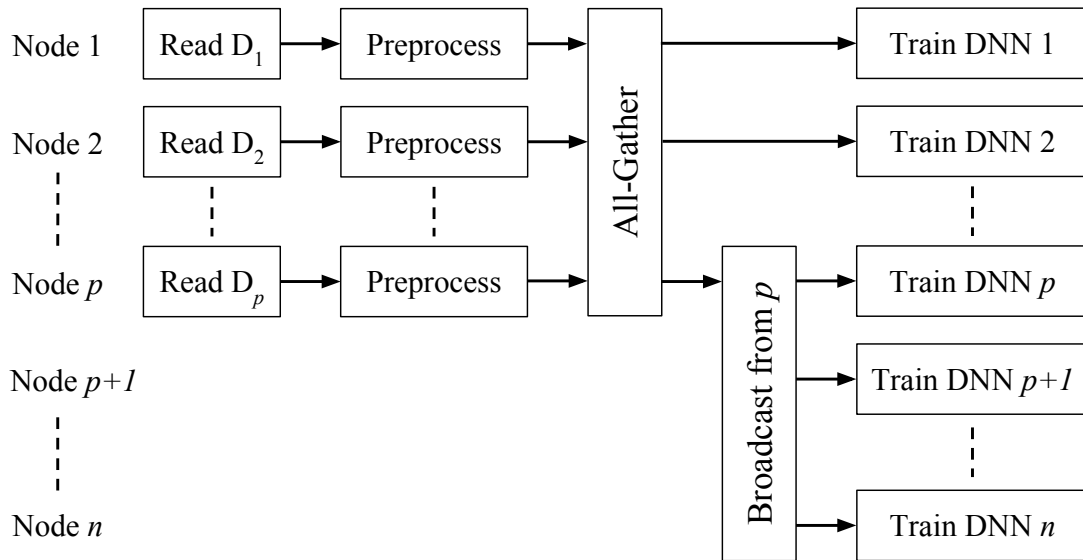 Node 1
Read D1
Preprocess
Train DNN 1
Node 2
Read D2
Preprocess
Train DNN 2
All-Gather
Node p
Read Dp
Preprocess
Train DNN p
Broadcast from p
Node p+1
Train DNN p+1
Node n
Train DNN n